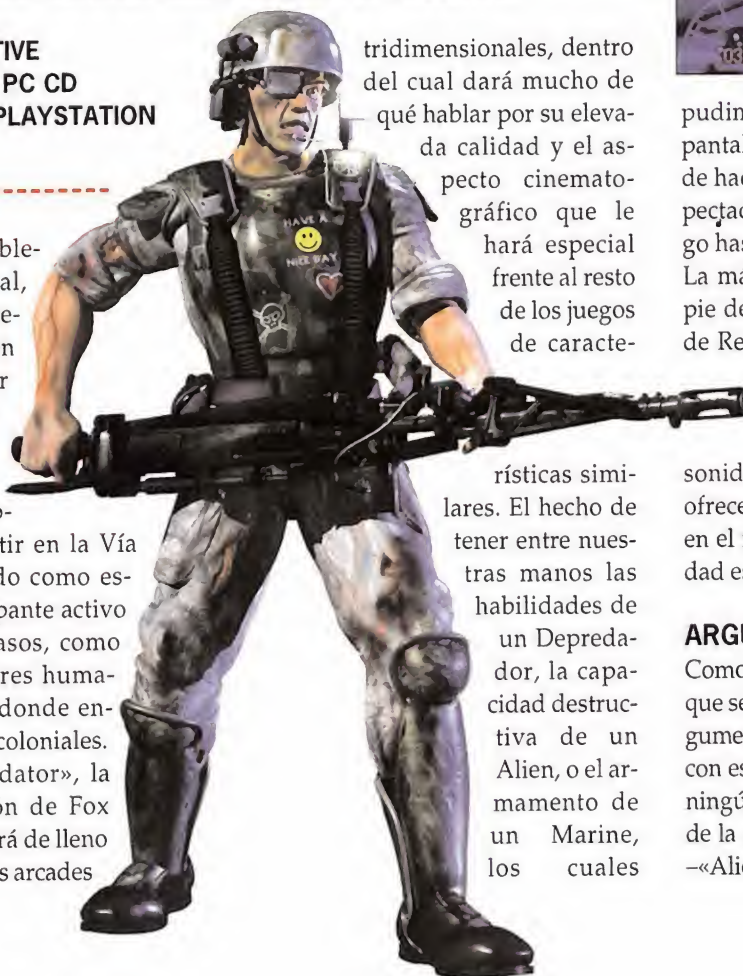 TIVE
PC CD
PLAYSTATION
ble-
al,
e-
n
r
o-
tir en la Vía
do como es-
pante activo
asos, como
res huma-
donde en-
coloniales.
dator», la
on de Fox
rá de lleno
s arcades
HAVE A
NICE DAY
tridimensionales, dentro
del cual dará mucho de
qué hablar por su eleva-
da calidad y el as-
pecto cinemato-
gráfico que le
hará especial
frente al resto
de los juegos
de caracte-
rísticas simi-
lares. El hecho de
tener entre nues-
tras manos las
habilidades de
un Depreda-
dor, la capa-
cidad destruc-
tiva de un
Alien, o el ar-
mamento de
un Marine,
los cuales
03
pudim
pantal
de hac
pectac
go has
La ma
pie de
de Re
sonid
ofrece
en el
dad es
ARGU
Como
que se
gume
con es
ningú
de la
–«Alie